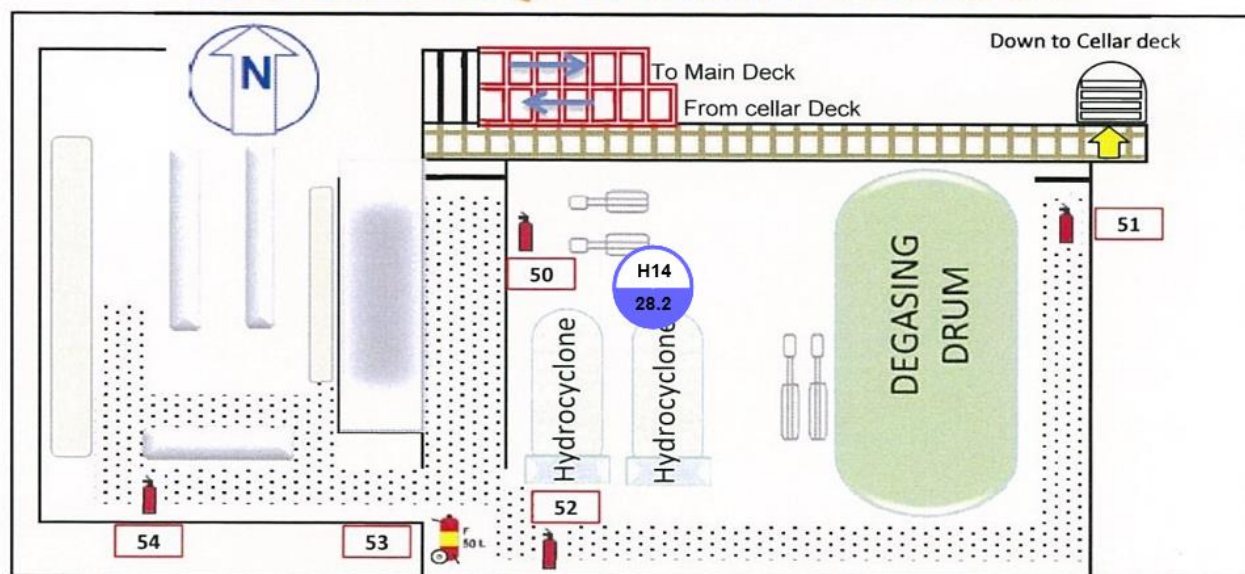 Down to Cellar deck
N
To Main Deck
From cellar Deck
50
51
H14
28.2
Hydrocyclone
Hydrocyclone
DEGASING
DRUM
52
54
53
F
50 L